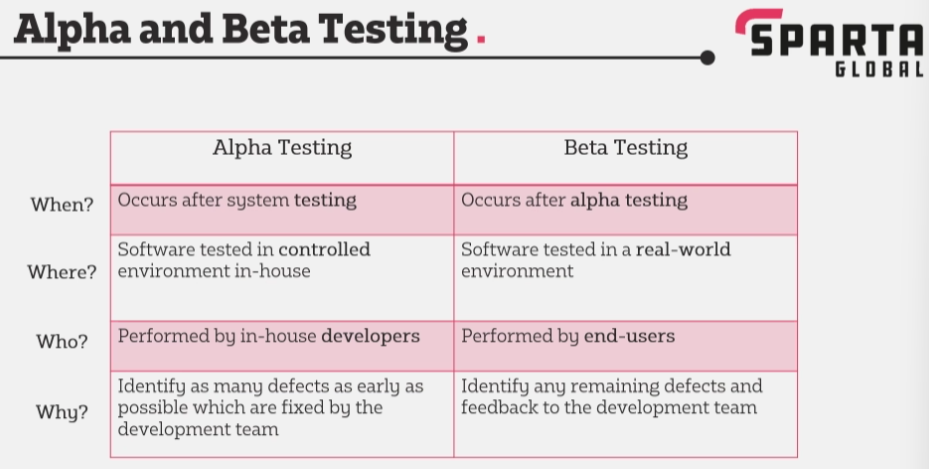 Alpha and Beta Testing .
SPARTA
GLOBAL
Alpha Testing
Beta Testing
When?
Occurs after system testing
Occurs after alpha testing
Where?
Software tested in controlled
environment in-house
Software tested in a real-world
environment
Who?
Performed by in-house developers
Performed by end-users
Why?
Identify as many defects as early as
possible which are fixed by the
development team
Identify any remaining defects and
feedback to the development team